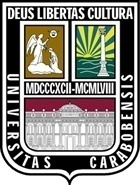 DEUS LIBERTAS CULTURA
MDCCCXCII-MCMLVIII
UNIVERSITAS
CARABOBENSIS